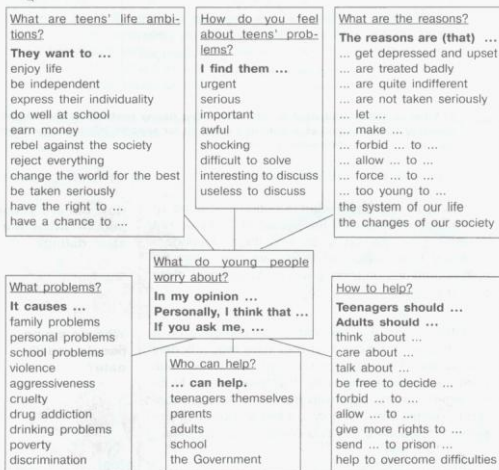 What are teens' life ambi-
tions?
They want to ...
enjoy life
be independent
express their individuality
do well at school
earn money
rebel against the society
reject everything
change the world for the best
be taken seriously
have the right to ...
have a chance to ...
How do you feel
about teens' prob-
lems?
I find them ...
urgent
serious
important
awful
shocking
difficult to solve
interesting to discuss
useless to discuss
What are the reasons?
The reasons are (that) ...
... get depressed and upset
... are treated badly
... are quite indifferent
... are not taken seriously
... let ...
... make ...
... forbid ... to ...
... allow ... to ...
... force ... to ...
... too young to ...
the system of our life
the changes of our society
What do young people
worry about?
In my opinion ...
Personally, I think that ...
If you ask me, ...
What problems?
It causes ...
family problems
personal problems
school problems
violence
aggressiveness
cruelty
drug addiction
drinking problems
poverty
discrimination
Who can help?
... can help.
teenagers themselves
parents
adults
school
the Government
How to help?
Teenagers should ...
Adults should ...
think about ...
care about ...
talk about ...
be free to decide ...
forbid ... to ...
allow ... to ...
give more rights to ...
send ... to prison ...
help to overcome difficulties